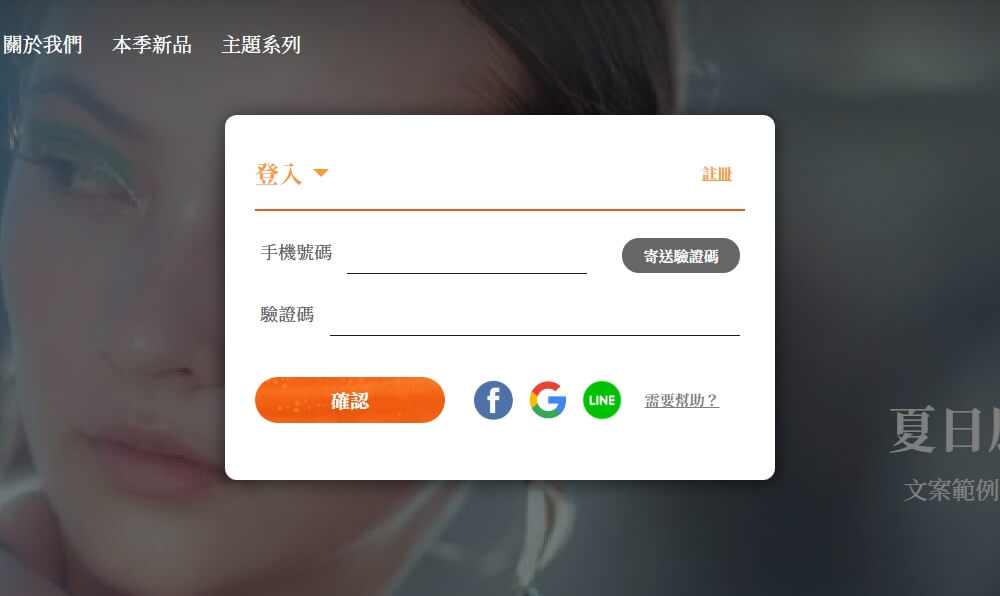 關於我們 本季新品 主題系列
登入 註冊
手機號碼 寄送驗證碼
驗證碼
確認 f G LINE 需要幫助？
夏日
文案範例